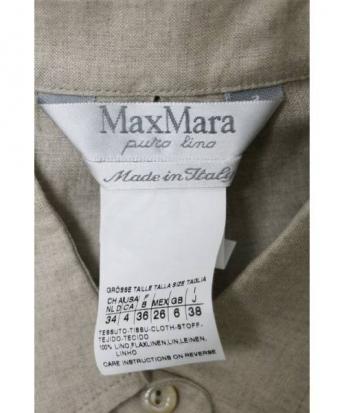 MaxMara
puro lino
Made in Italy
GRÖSSE TAILLE TALLA SIZE TAGLIA
CH A USA F MEX GB J
NL D CA B
34 4 36 26 6 38
TESSUTO-TISSU-CLOTH-STOFF-
TEJIDO-TECIDO
100% LINO,FLAX,LINEN,LIN,LEINEN,
LINHO
CARE INSTRUCTIONS ON REVERSE